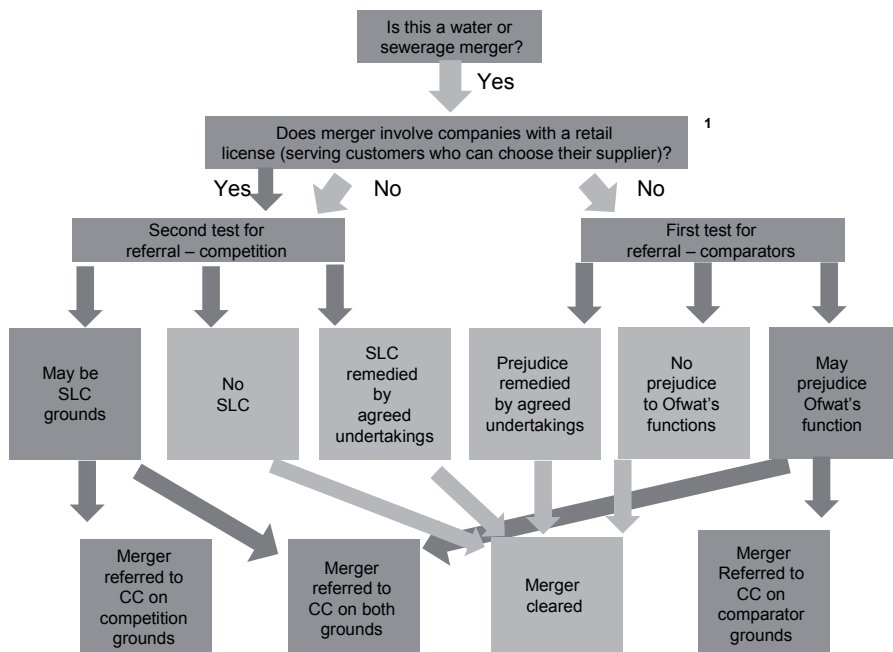 Is this a water or
sewerage merger?
Yes
Does merger involve companies with a retail
license (serving customers who can choose their supplier)?
1
Yes
No
No
Second test for
referral – competition
First test for
referral – comparators
May be
SLC
grounds
No
SLC
SLC
remedied
by
agreed
undertakings
Prejudice
remedied
by agreed
undertakings
No
prejudice
to Ofwat's
functions
May
prejudice
Ofwat's
function
Merger
referred to
CC on
competition
grounds
Merger
referred to
CC on both
grounds
Merger
cleared
Merger
Referred to
CC on
comparator
grounds